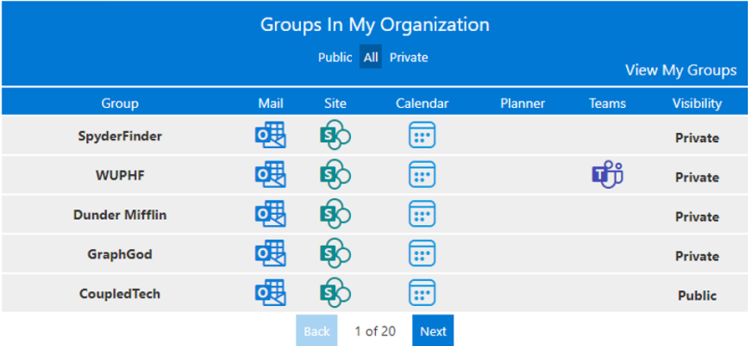 Groups In My Organization
Public All Private
View My Groups
Group Mail Site Calendar Planner Teams Visibility
SpyderFinder O S Private
WUPHF O S T Private
Dunder Mifflin O S Private
GraphGod O S Private
CoupledTech O S Public
Back 1 of 20 Next